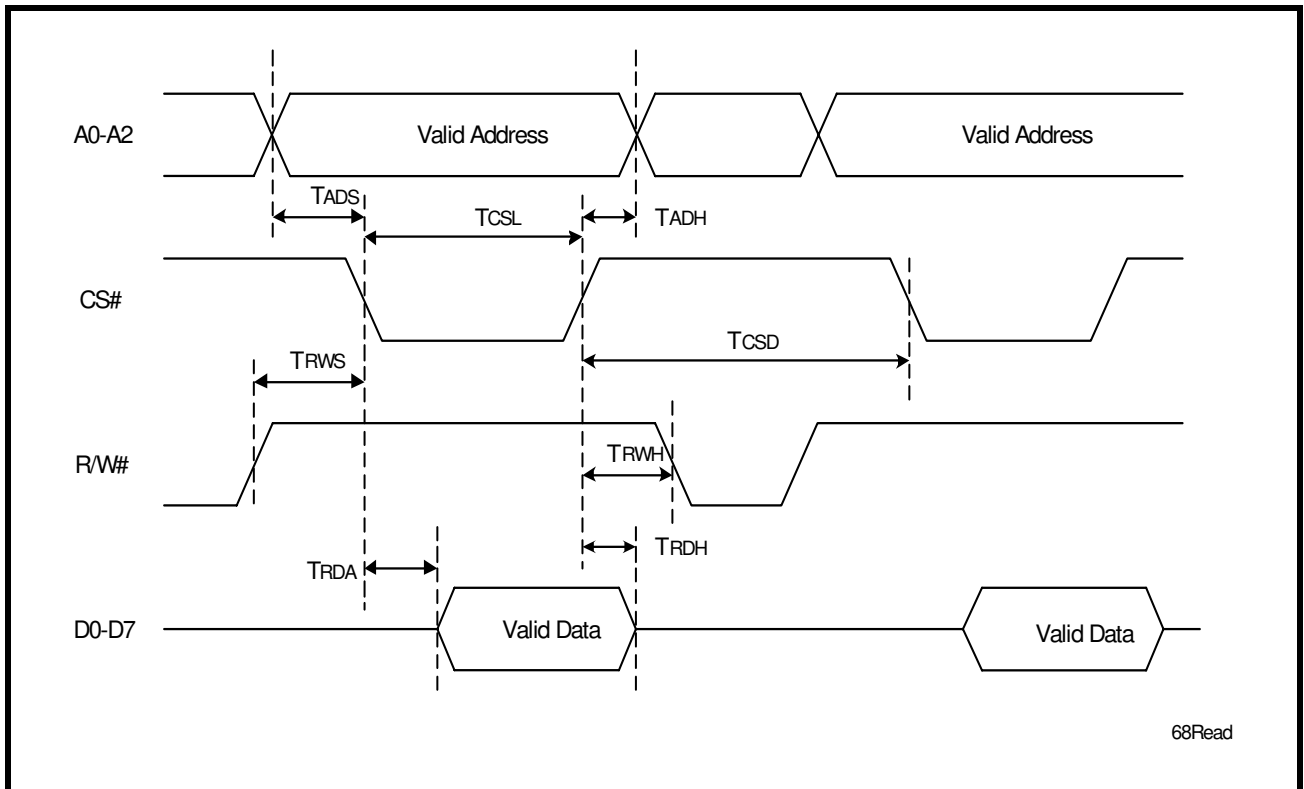 A0-A2
Valid Address
Valid Address
TADS
TCSL
TADH
CS#
TCSD
TRWS
R/W#
TRWH
TRDH
TRDA
D0-D7
Valid Data
Valid Data
68Read